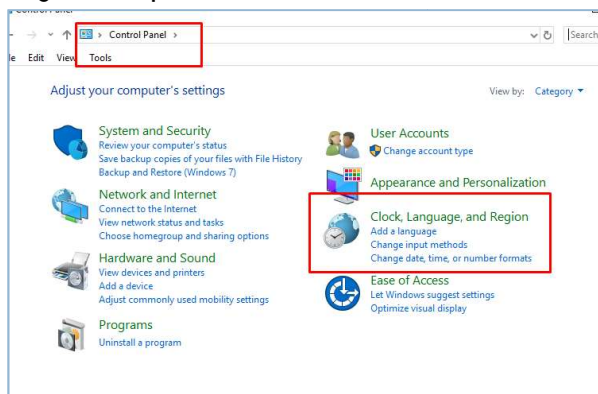 Control Panel
Search
Edit View Tools
Adjust your computer's settings
View by: Category
System and Security
Review your computer's status
Save backup copies of your files with File History
Backup and Restore (Windows 7)
Network and Internet
Connect to the Internet
View network status and tasks
Choose homegroup and sharing options
Hardware and Sound
View devices and printers
Add a device
Adjust commonly used mobility settings
Programs
Uninstall a program
User Accounts
Change account type
Appearance and Personalization
Clock, Language, and Region
Add a language
Change input methods
Change date, time, or number formats
Ease of Access
Let Windows suggest settings
Optimize visual display